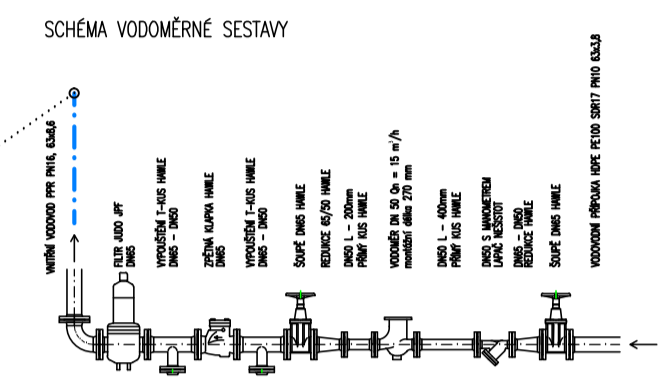 SCHÉMA VODOMĚRNÉ SESTAVY
VNITŘNÍ VODOVOD PPR PN16, 63x8,6
FILTR JUDO JPF
DN65
VYPOUŠTĚNÍ T-KUS HAWLE
DN65 - DN50
ZPĚTNÁ KLAPKA HAWLE
DN65
VYPOUŠTĚNÍ T-KUS HAWLE
DN65 - DN50
ŠOUPĚ DN65 HAWLE
REDUKCE 65/50 HAWLE
DN50 L - 200mm
PŘÍMÝ KUS HAWLE
VODOMĚR DN 50 Qn = 15 m³/h
montážní délka 270 mm
DN50 L - 400mm
PŘÍMÝ KUS HAWLE
DN50 S MANOMETREM
LAPAČ NEČISTOT
DN65 - DN50
REDUKCE HAWLE
ŠOUPĚ DN65 HAWLE
VODOVODNÍ PŘÍPOJKA HDPE PE100 SDR17 PN10 63x3,8